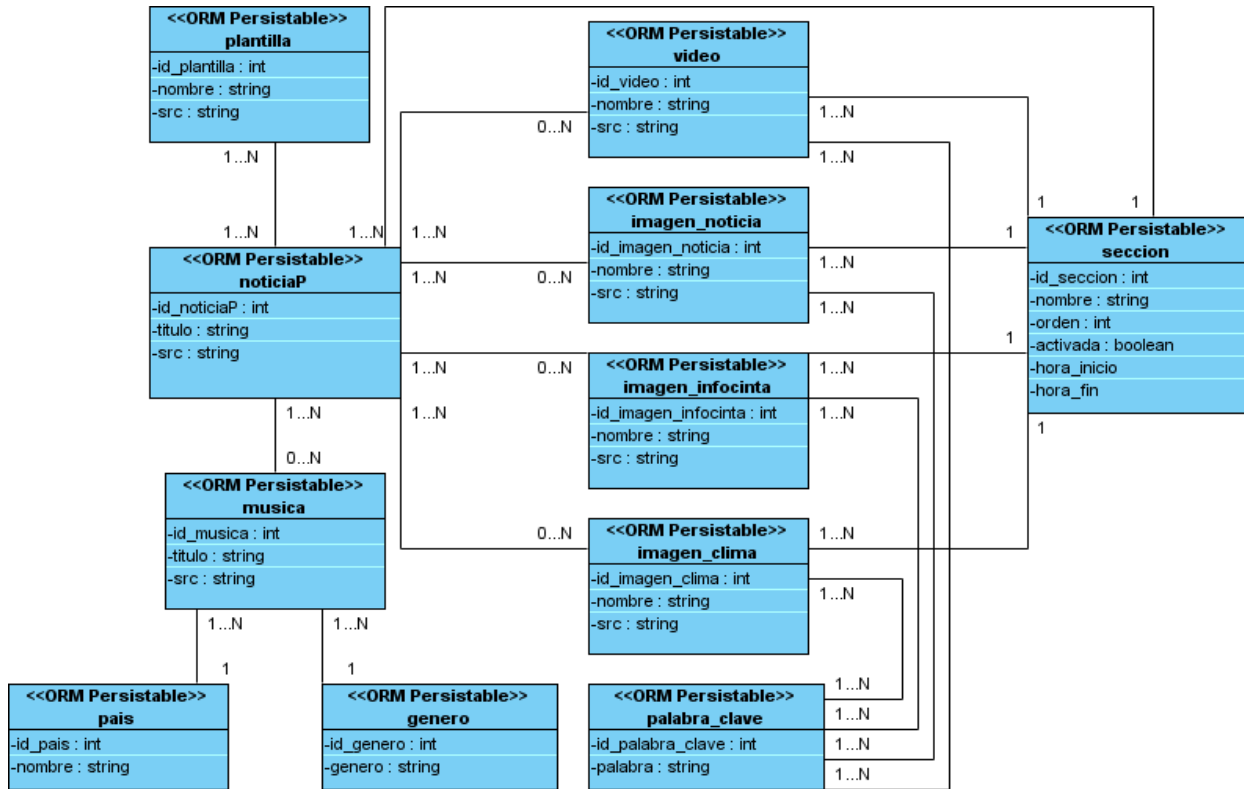 <<ORM Persistable>>
plantilla
-id_plantilla : int
-nombre : string
-src : string
1...N
1...N
<<ORM Persistable>>
noticiaP
-id_noticiaP : int
-titulo : string
-src : string
1...N
1...N
1...N
1...N
1...N
1...N
0...N
<<ORM Persistable>>
musica
-id_musica : int
-titulo : string
-src : string
1...N
1...N
1
1
<<ORM Persistable>>
pais
-id_pais : int
-nombre : string
<<ORM Persistable>>
genero
-id_genero : int
-genero : string
0...N
<<ORM Persistable>>
video
-id_video : int
-nombre : string
-src : string
1...N
1...N
0...N
<<ORM Persistable>>
imagen_noticia
-id_imagen_noticia : int
-nombre : string
-src : string
1...N
1...N
0...N
<<ORM Persistable>>
imagen_infocinta
-id_imagen_infocinta : int
-nombre : string
-src : string
1...N
1...N
0...N
<<ORM Persistable>>
imagen_clima
-id_imagen_clima : int
-nombre : string
-src : string
1...N
1...N
<<ORM Persistable>>
palabra_clave
-id_palabra_clave : int
-palabra : string
1...N
1...N
1...N
1...N
1
1
1
1
<<ORM Persistable>>
seccion
-id_seccion : int
-nombre : string
-orden : int
-activada : boolean
-hora_inicio
-hora_fin
1